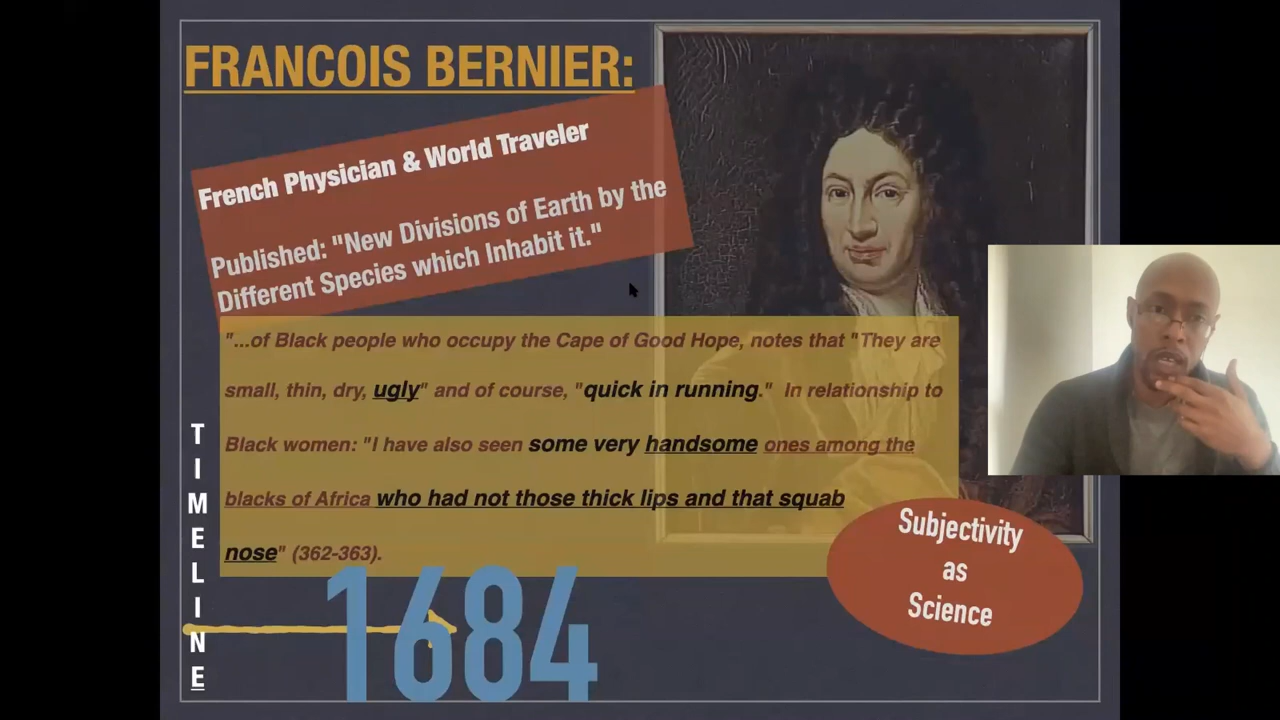 FRANCOIS BERNIER:
French Physician & World Traveler
Published: "New Divisions of Earth by the
Different Species which Inhabit it."
"...of Black people who occupy the Cape of Good Hope, notes that "They are
small, thin, dry, ugly" and of course, "quick in running." In relationship to
Black women: "I have also seen some very handsome ones among the
blacks of Africa who had not those thick lips and that squab
nose" (362-363).
TIMELINE
1684
Subjectivity
as
Science